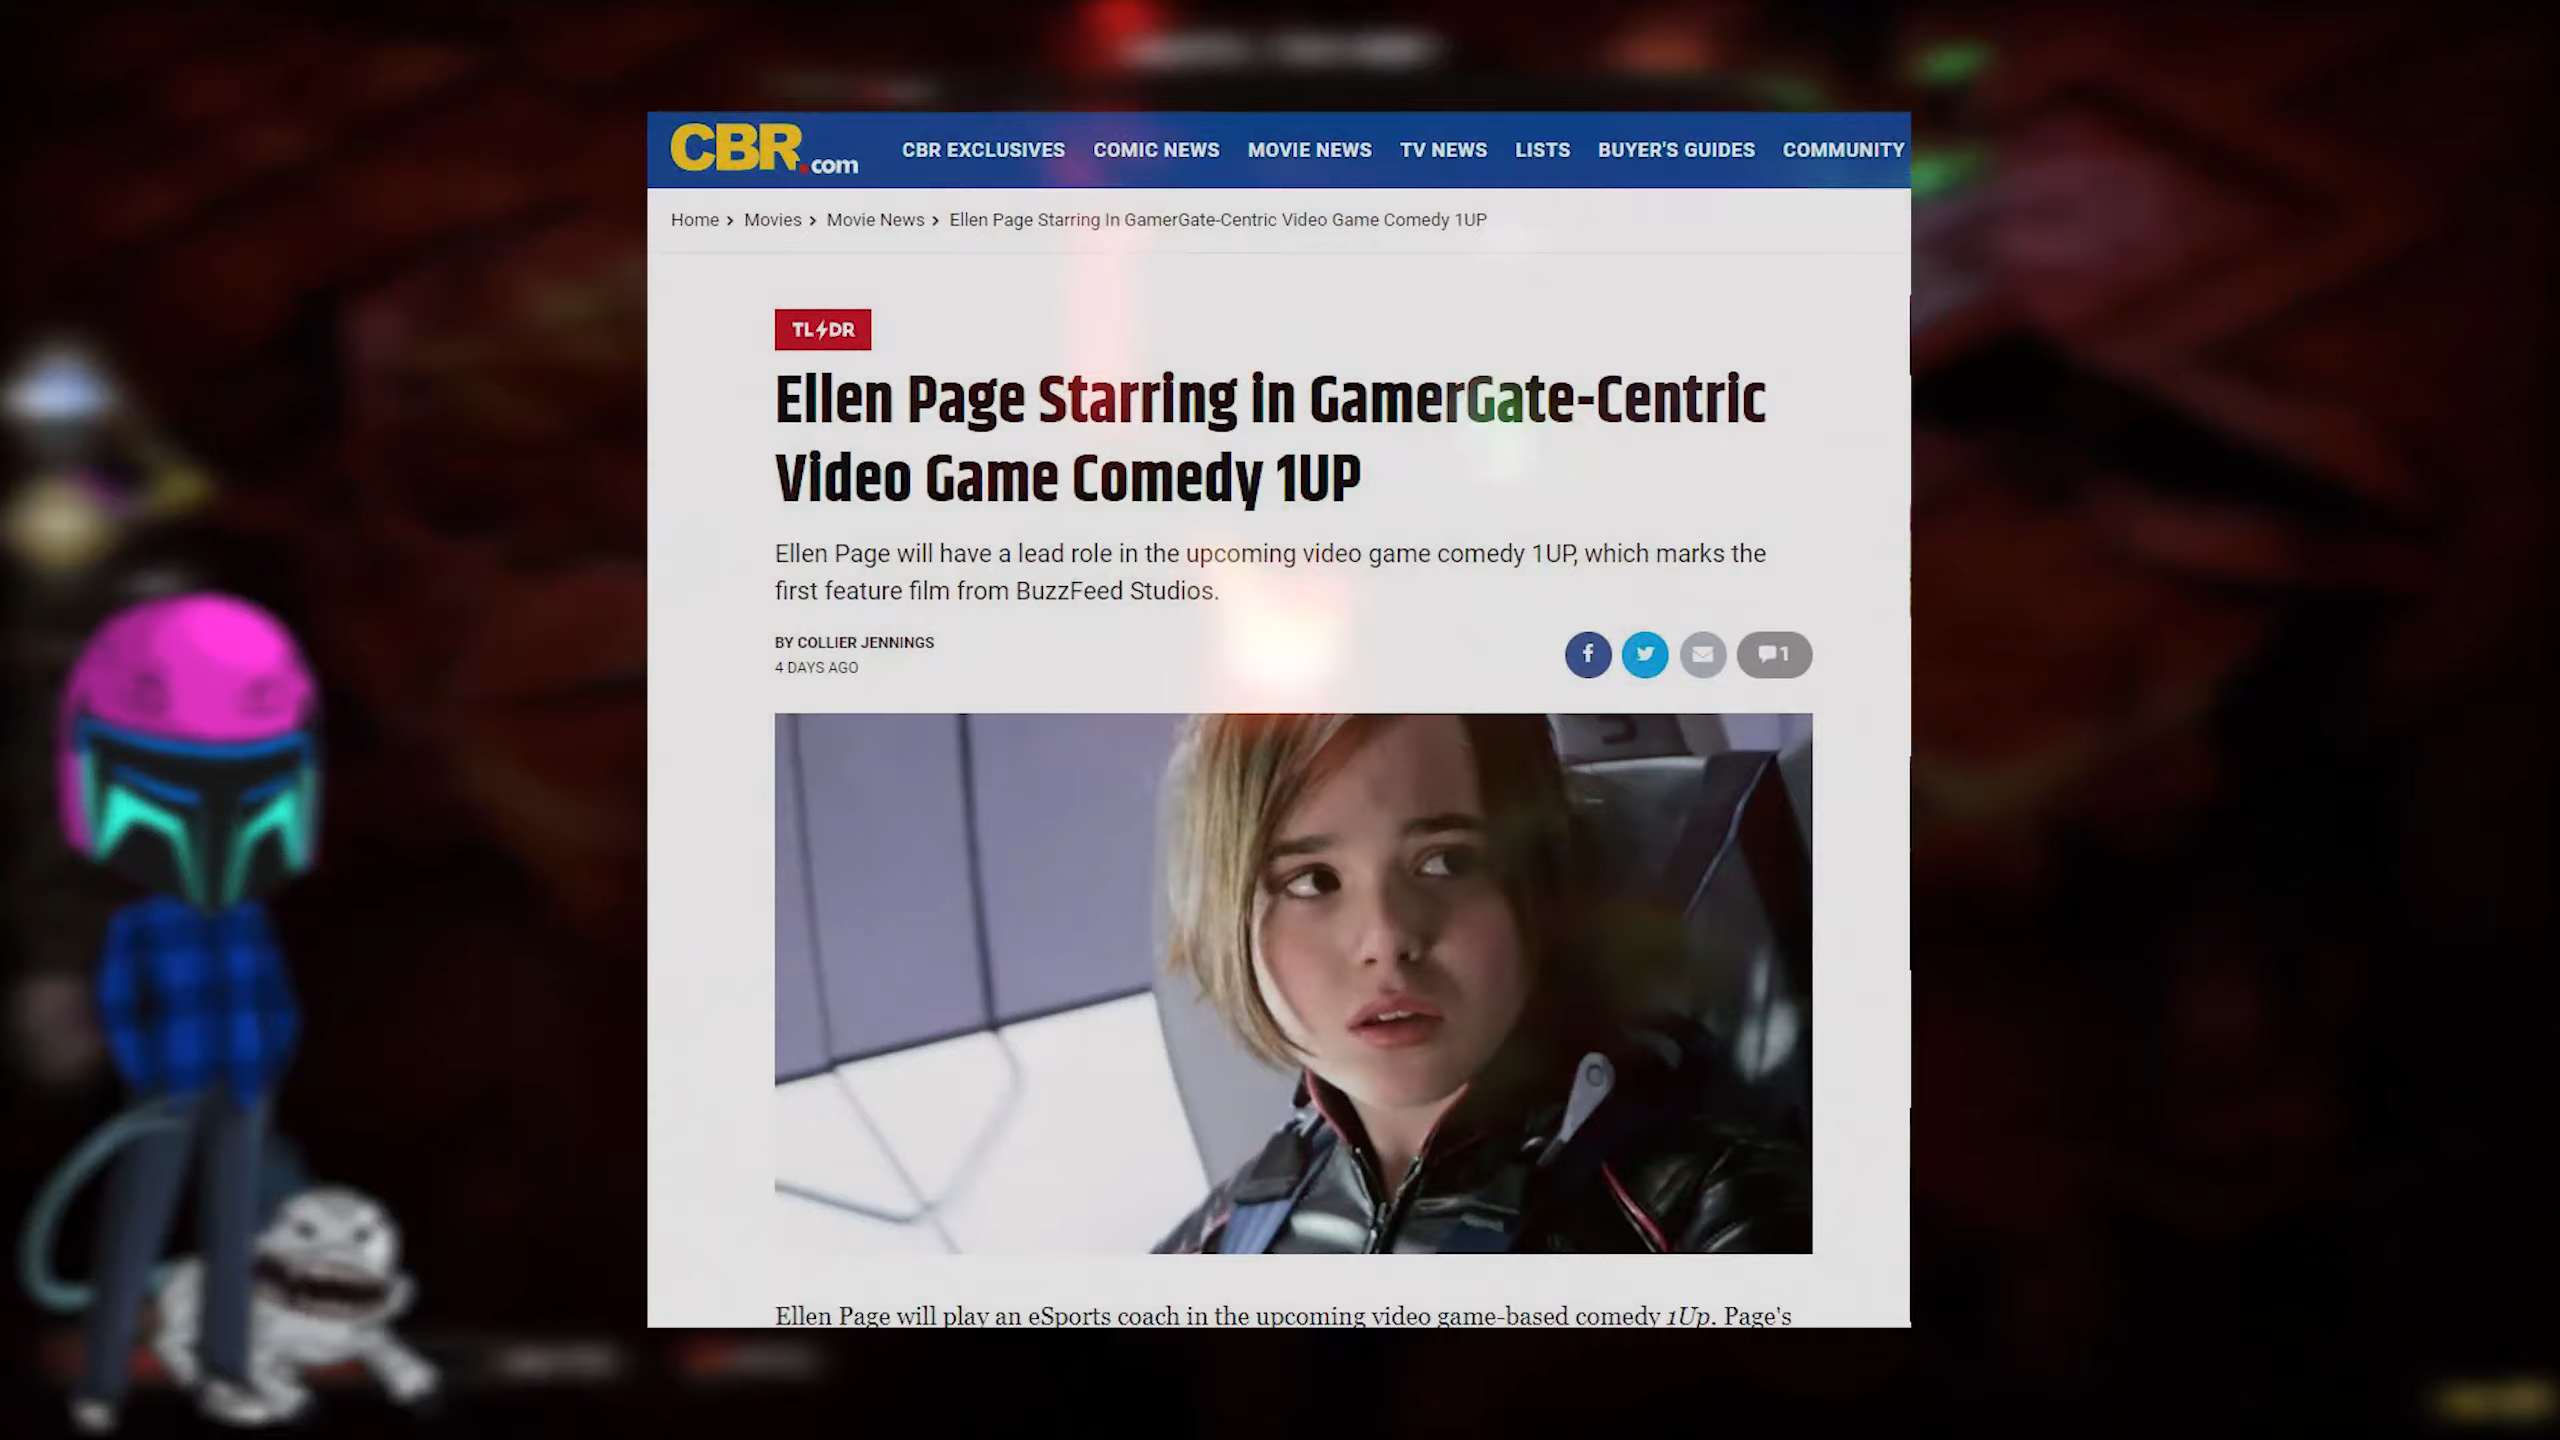 CBR.com
CBR EXCLUSIVES COMIC NEWS MOVIE NEWS TV NEWS LISTS BUYER'S GUIDES COMMUNITY
Home > Movies > Movie News > Ellen Page Starring In GamerGate-Centric Video Game Comedy 1UP
TL DR
Ellen Page Starring in GamerGate-Centric
Video Game Comedy 1UP
Ellen Page will have a lead role in the upcoming video game comedy 1UP, which marks the
first feature film from BuzzFeed Studios.
BY COLLIER JENNINGS
4 DAYS AGO
1
Ellen Page will play an eSports coach in the upcoming video game-based comedy 1Up. Page's